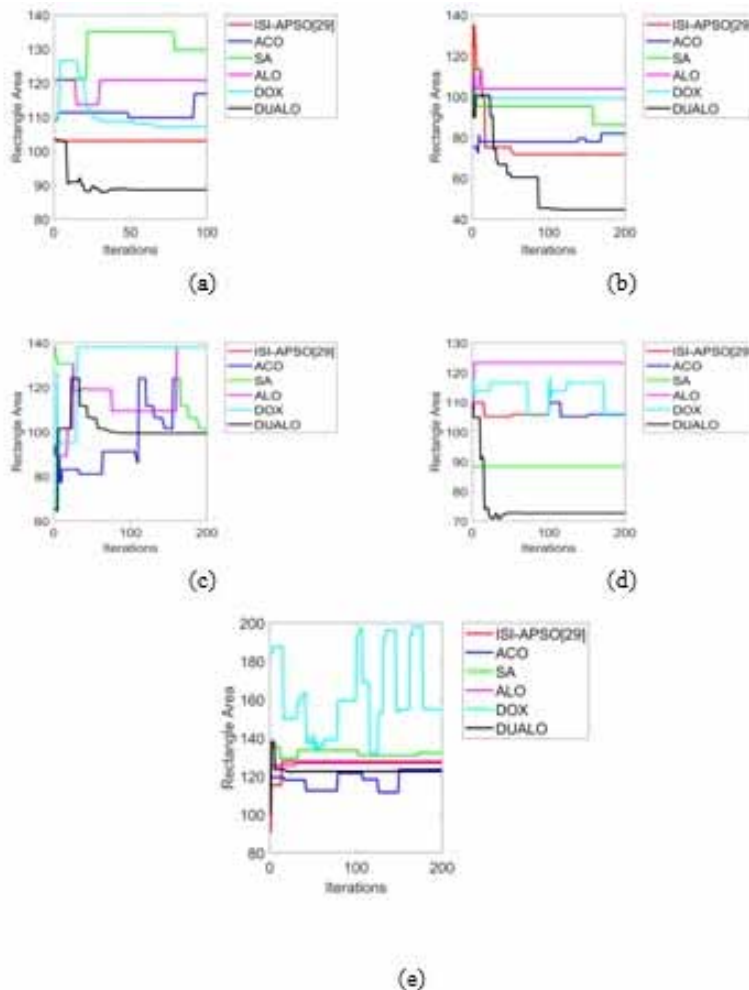 140
130
120
110
100
90
80
Rectangle Area
0
50
100
Iterations
ISI-APSO[29]
ACO
SA
ALO
DOX
DUALO
(a)
140
120
100
80
60
40
Rectangle Area
0
100
200
Iterations
ISI-APSO[29]
ACO
SA
ALO
DOX
DUALO
(b)
140
120
100
80
60
Rectangle Area
0
100
200
Iterations
ISI-APSO[29]
ACO
SA
ALO
DOX
DUALO
(c)
130
120
110
100
90
80
70
Rectangle Area
0
100
200
Iterations
ISI-APSO[29]
ACO
SA
ALO
DOX
DUALO
(d)
200
180
160
140
120
100
80
Rectangle Area
0
100
200
Iterations
ISI-APSO[29]
ACO
SA
ALO
DOX
DUALO
(e)